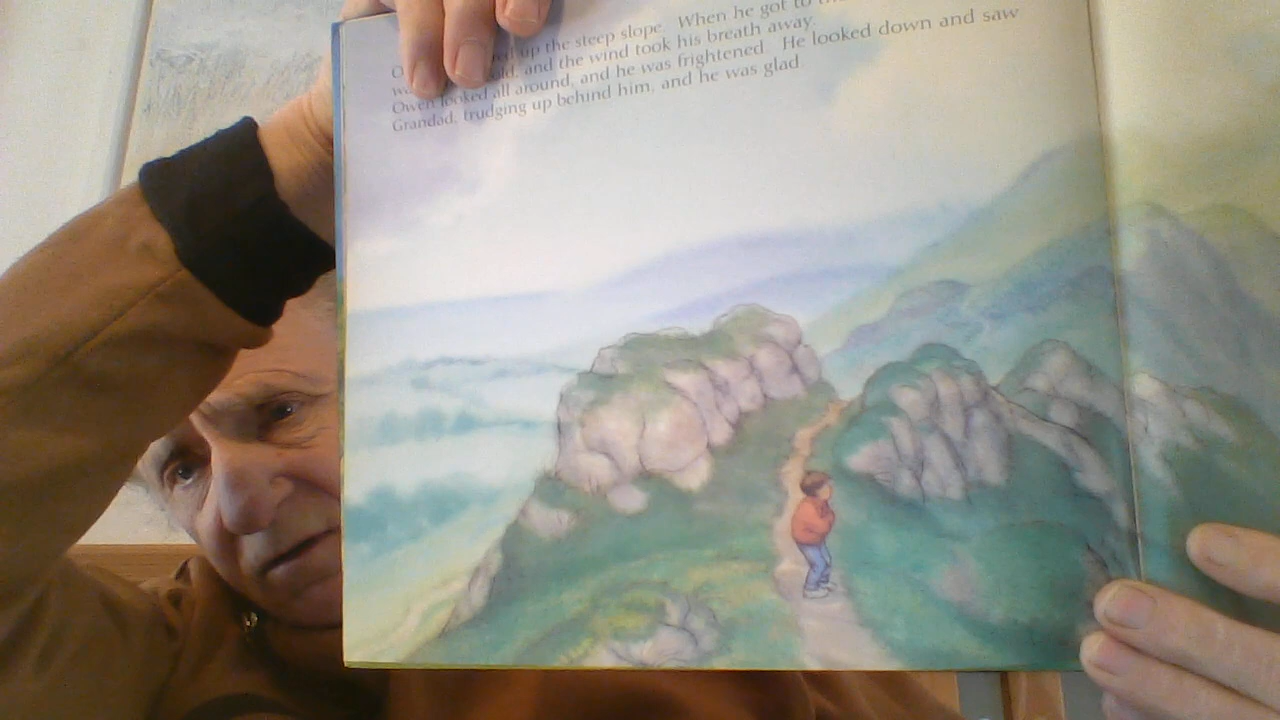 up the steep slope. When he got to
and the wind took his breath away.
Owen looked all around, and he was frightened. He looked down and saw
Grandad, trudging up behind him, and he was glad